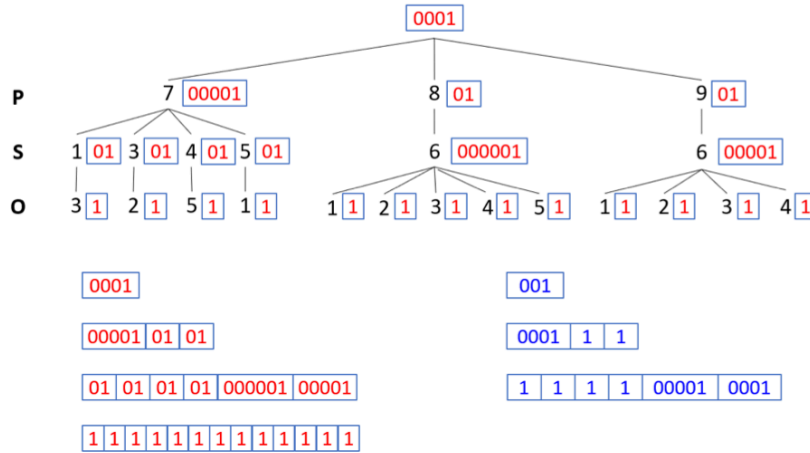 0001
P 7 00001 8 01 9 01
S 1 01 3 01 4 01 5 01 6 000001 6 00001
O 3 1 2 1 5 1 1 1 1 1 2 1 3 1 4 1 5 1 1 1 2 1 3 1 4 1
0001 001
00001 01 01 0001 1 1
01 01 01 01 000001 00001 1 1 1 1 00001 0001
1 1 1 1 1 1 1 1 1 1 1 1 1